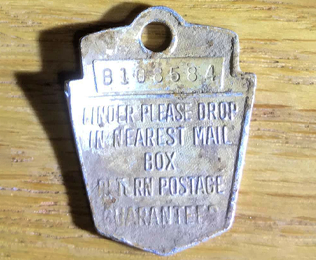 B103584
FINDER PLEASE DROP
IN NEAREST MAIL
BOX
RETURN POSTAGE
GUARANTEED